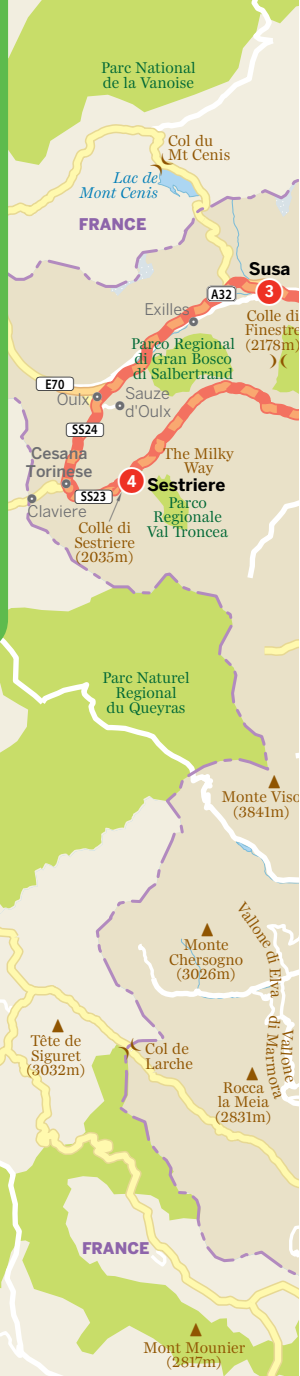 Parc National
de la Vanoise
Col du
Mt Cenis
Lac de
Mont Cenis
FRANCE
Susa
3
A32
Colle di
Finestre
(2178m)
Exilles
Parco Regional
di Gran Bosco
di Salbertrand
E70
Oulx
Sauze
d'Oulx
SS24
Cesana
Torinese
The Milky
Way
4
Sestriere
SS23
Claviere
Colle di
Sestriere
(2035m)
Parco
Regionale
Val Troncea
Parc Naturel
Regional
du Queyras
Monte Viso
(3841m)
Vallone di Elva
Monte
Chersogno
(3026m)
Vallone
di Marmora
Tête de
Siguret
(3032m)
Col de
Larche
Rocca
la Meia
(2831m)
FRANCE
Mont Mounier
(2817m)